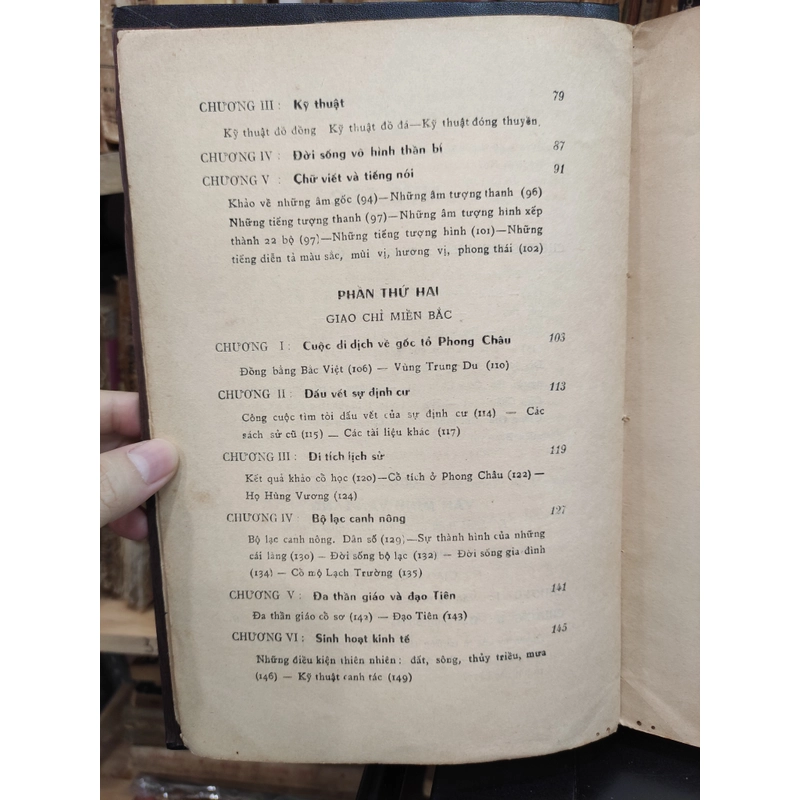 CHƯƠNG III : Kỹ thuật 79
Kỹ thuật đồ đồng Kỹ thuật đồ đá—Kỹ thuật đóng thuyền.
CHƯƠNG IV : Đời sống vô hình thần bí 87
CHƯƠNG V : Chữ viết và tiếng nói 91
Khảo về những âm gốc (94)—Những âm tượng thanh (96)
Những tiếng tượng thanh (97)—Những âm tượng hình xếp
thành 22 bộ (97)—Những tiếng tượng hình (101)—Những
tiếng diễn tả màu sắc, mùi vị, hương vị, phong thái (102)
PHẦN THỨ HAI
GIAO CHỈ MIỀN BẮC
CHƯƠNG I : Cuộc di dịch về gốc tổ Phong Châu 103
Đồng bằng Bắc Việt (106) — Vùng Trung Du (110)
CHƯƠNG II : Dấu vết sự định cư 113
Công cuộc tìm tòi dấu vết của sự định cư (114) — Các
sách sử cũ (115) — Các tài liệu khác (117)
CHƯƠNG III : Di tích lịch sử 119
Kết quả khảo cổ học (120)—Cổ tích ở Phong Châu (122)—
Họ Hùng Vương (124)
CHƯƠNG IV Bộ lạc canh nông 127
Bộ lạc canh nông. Dân số (129)—Sự thành hình của những
cái làng (130) — Đời sống bộ lạc (132) — Đời sống gia đình
(134) — Cổ mộ Lạch Trường (135)
CHƯƠNG V : Đa thần giáo và đạo Tiên 141
Đa thần giáo cổ sơ (142) — Đạo Tiên (143)
CHƯƠNG VI : Sinh hoạt kinh tế 145
Những điều kiện thiên nhiên : đất, sông, thủy triều, mưa
(146) — Kỹ thuật canh tác (149)